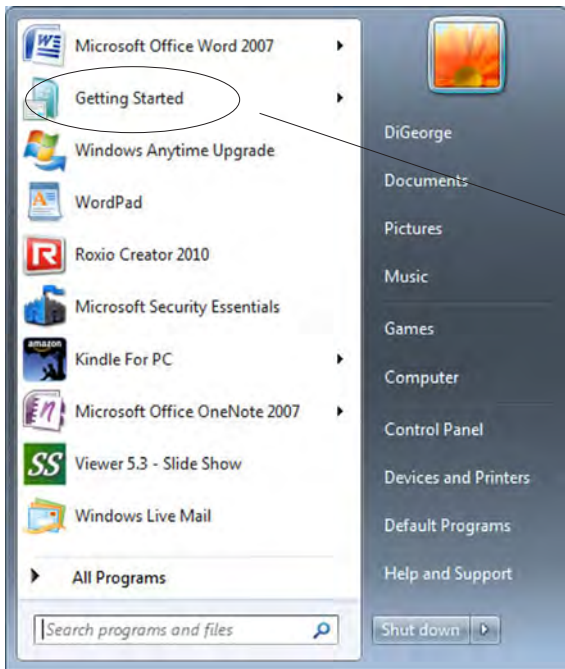 Microsoft Office Word 2007
Getting Started
Windows Anytime Upgrade
WordPad
Roxio Creator 2010
Microsoft Security Essentials
amazon
Kindle For PC
Microsoft Office OneNote 2007
SS
Viewer 5.3 - Slide Show
Windows Live Mail
All Programs
Search programs and files
DiGeorge
Documents
Pictures
Music
Games
Computer
Control Panel
Devices and Printers
Default Programs
Help and Support
Shut down